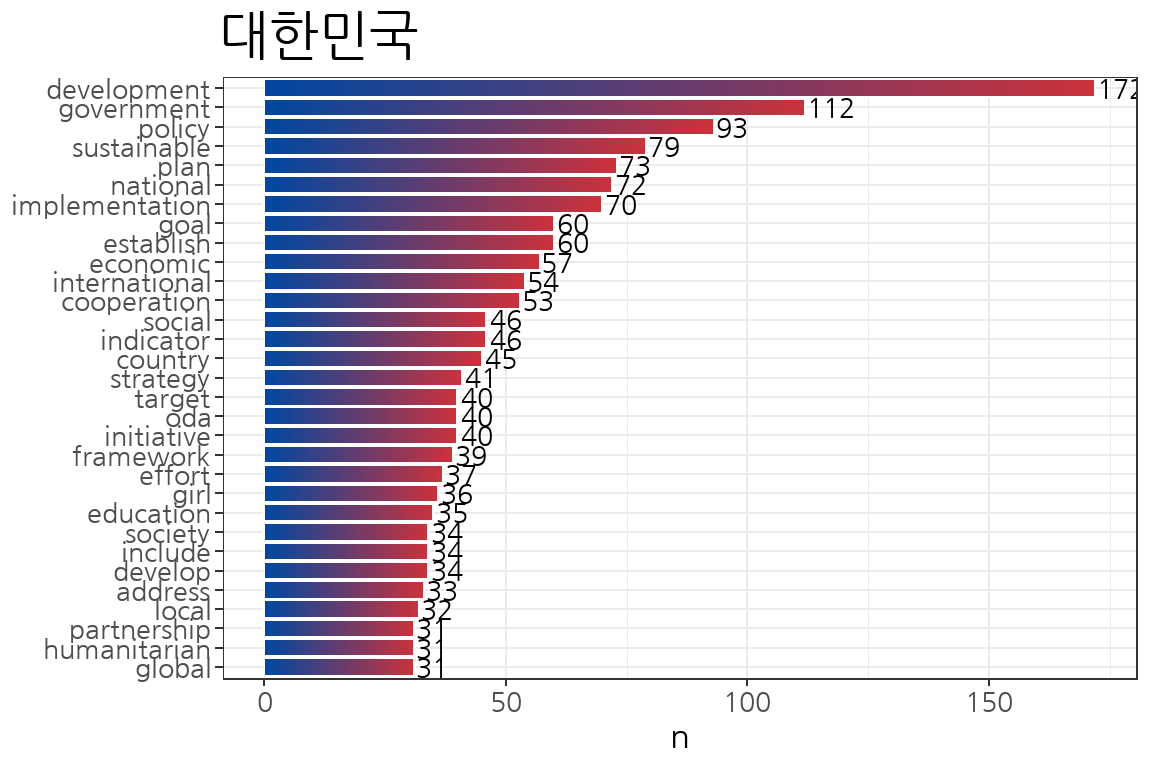 대한민국
development 172
government 112
policy 93
sustainable 79
plan 73
national 72
implementation 70
goal 60
establish 60
economic 57
international 54
cooperation 53
social 46
indicator 46
country 45
strategy 41
target 40
oda 40
initiative 40
framework 39
effort 37
girl 36
education 35
society 34
include 34
develop 34
address 33
local 32
partnership 31
humanitarian 31
global 31
0 50 100 150
n